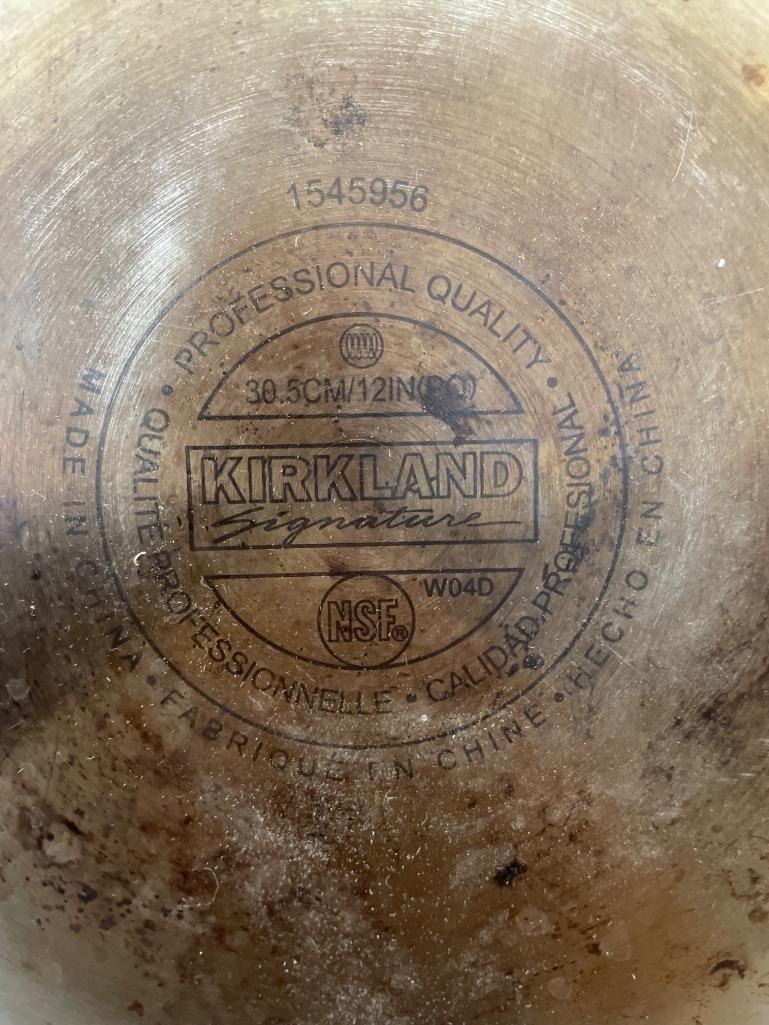 1545956
PROFESSIONAL QUALITY •
30.5CM/12IN(PO)
KIRKLAND
Signature
W04D
NSF®
QUALITÉ PROFESSIONNELLE •
CALIDAD PROFESIONAL •
MADE IN CHINA •
FABRIQUÉ EN CHINE •
HECHO EN CHINA